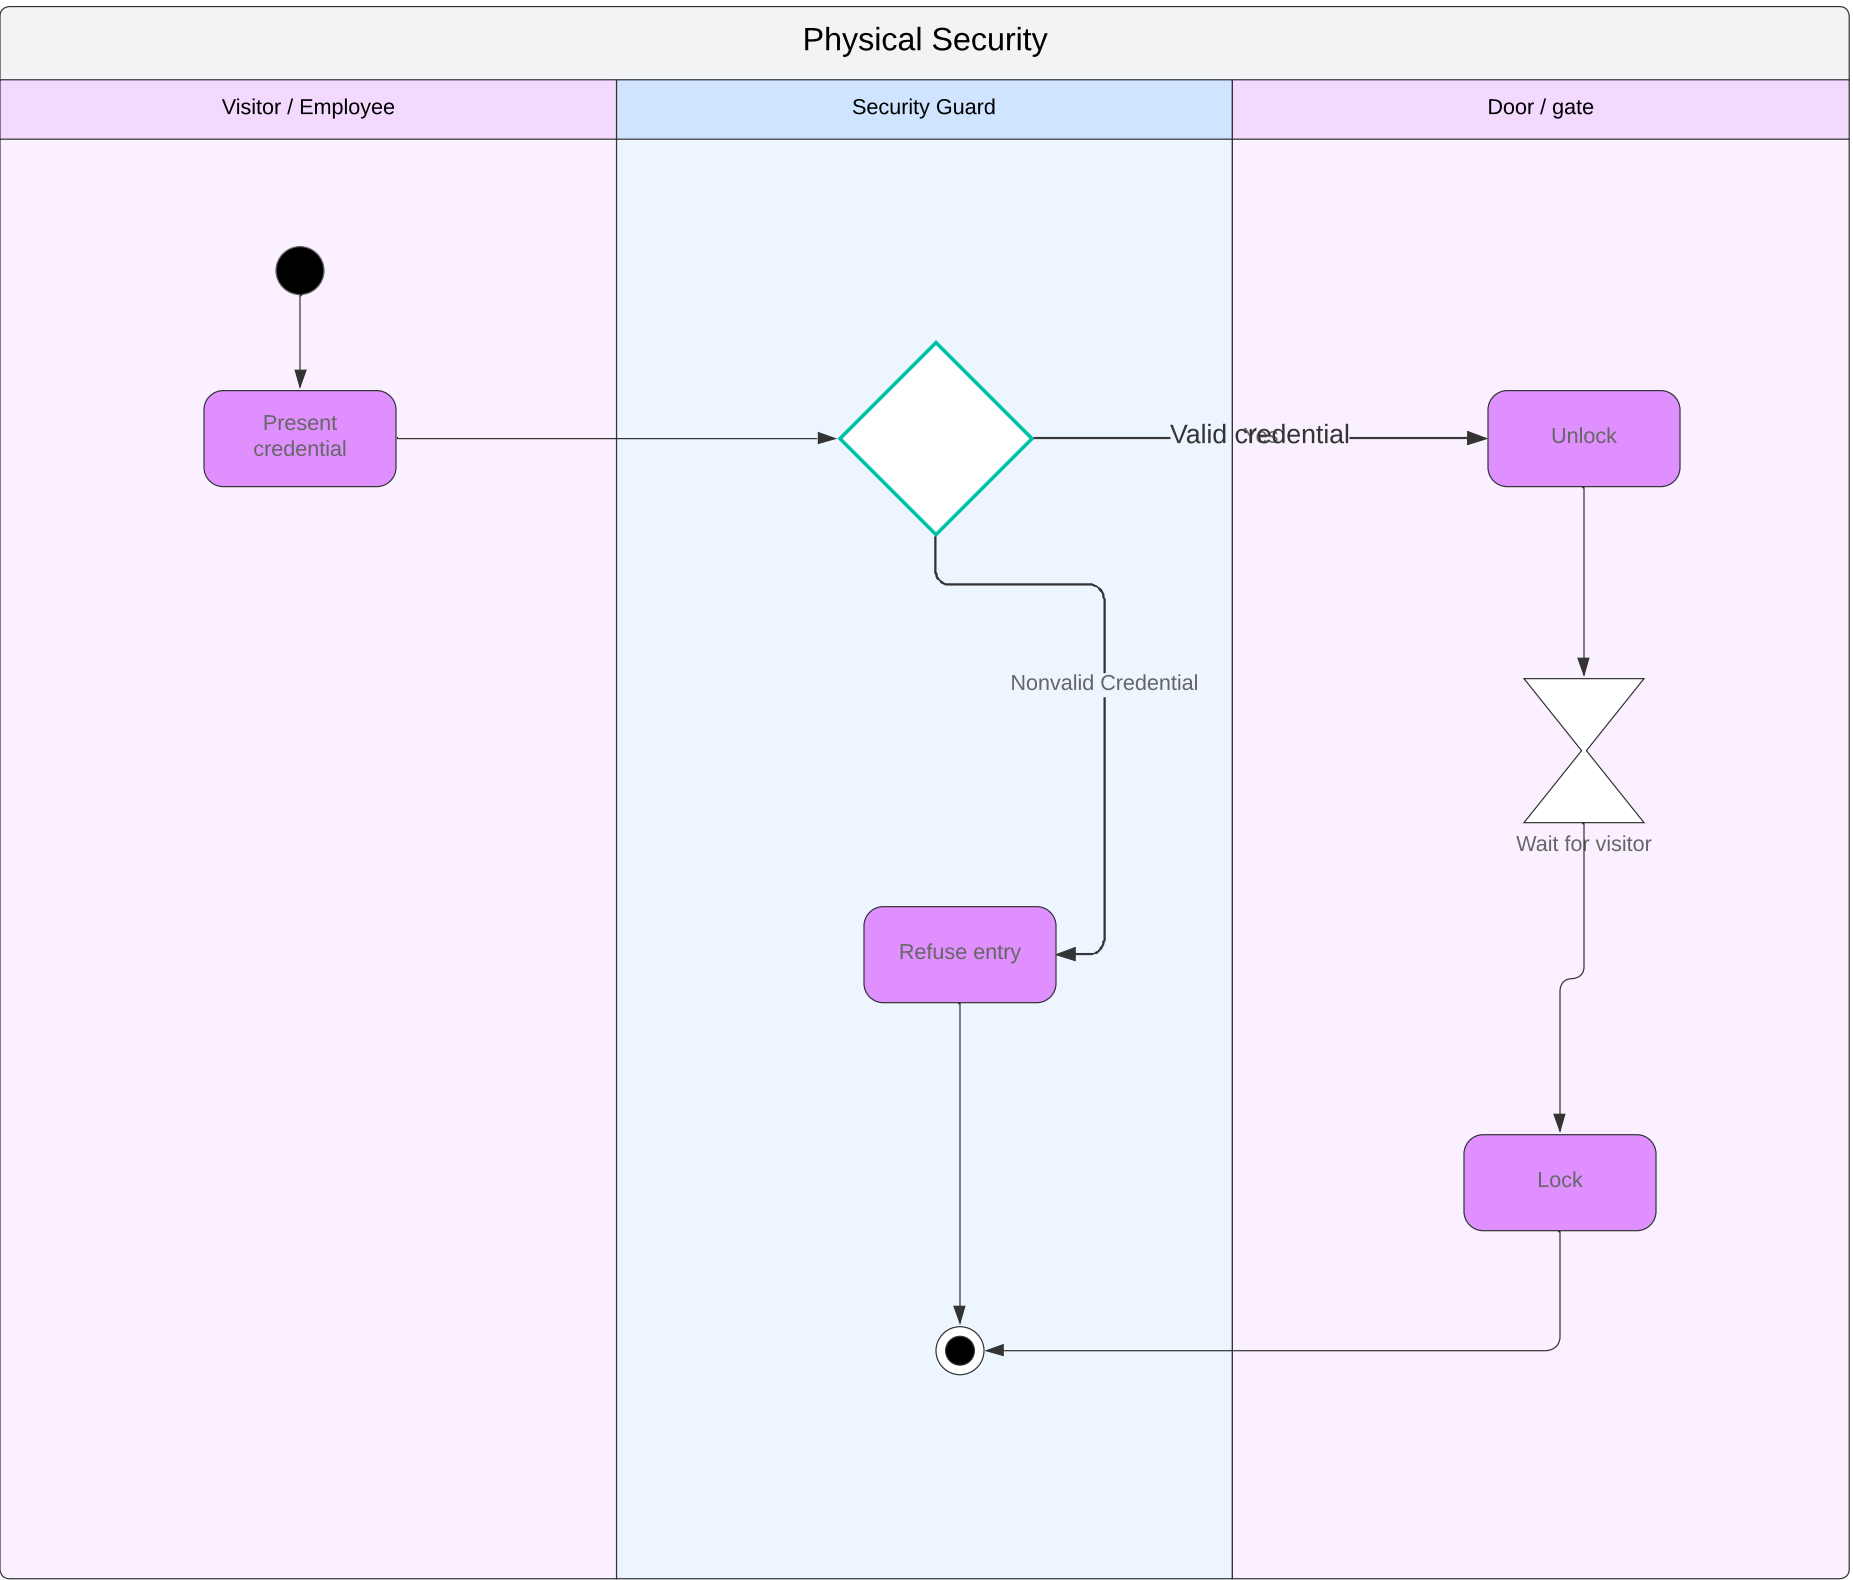 Physical Security
Visitor / Employee
Security Guard
Door / gate
Present
credential
Valid credential
Yes
Unlock
Nonvalid Credential
Wait for visitor
Refuse entry
Lock